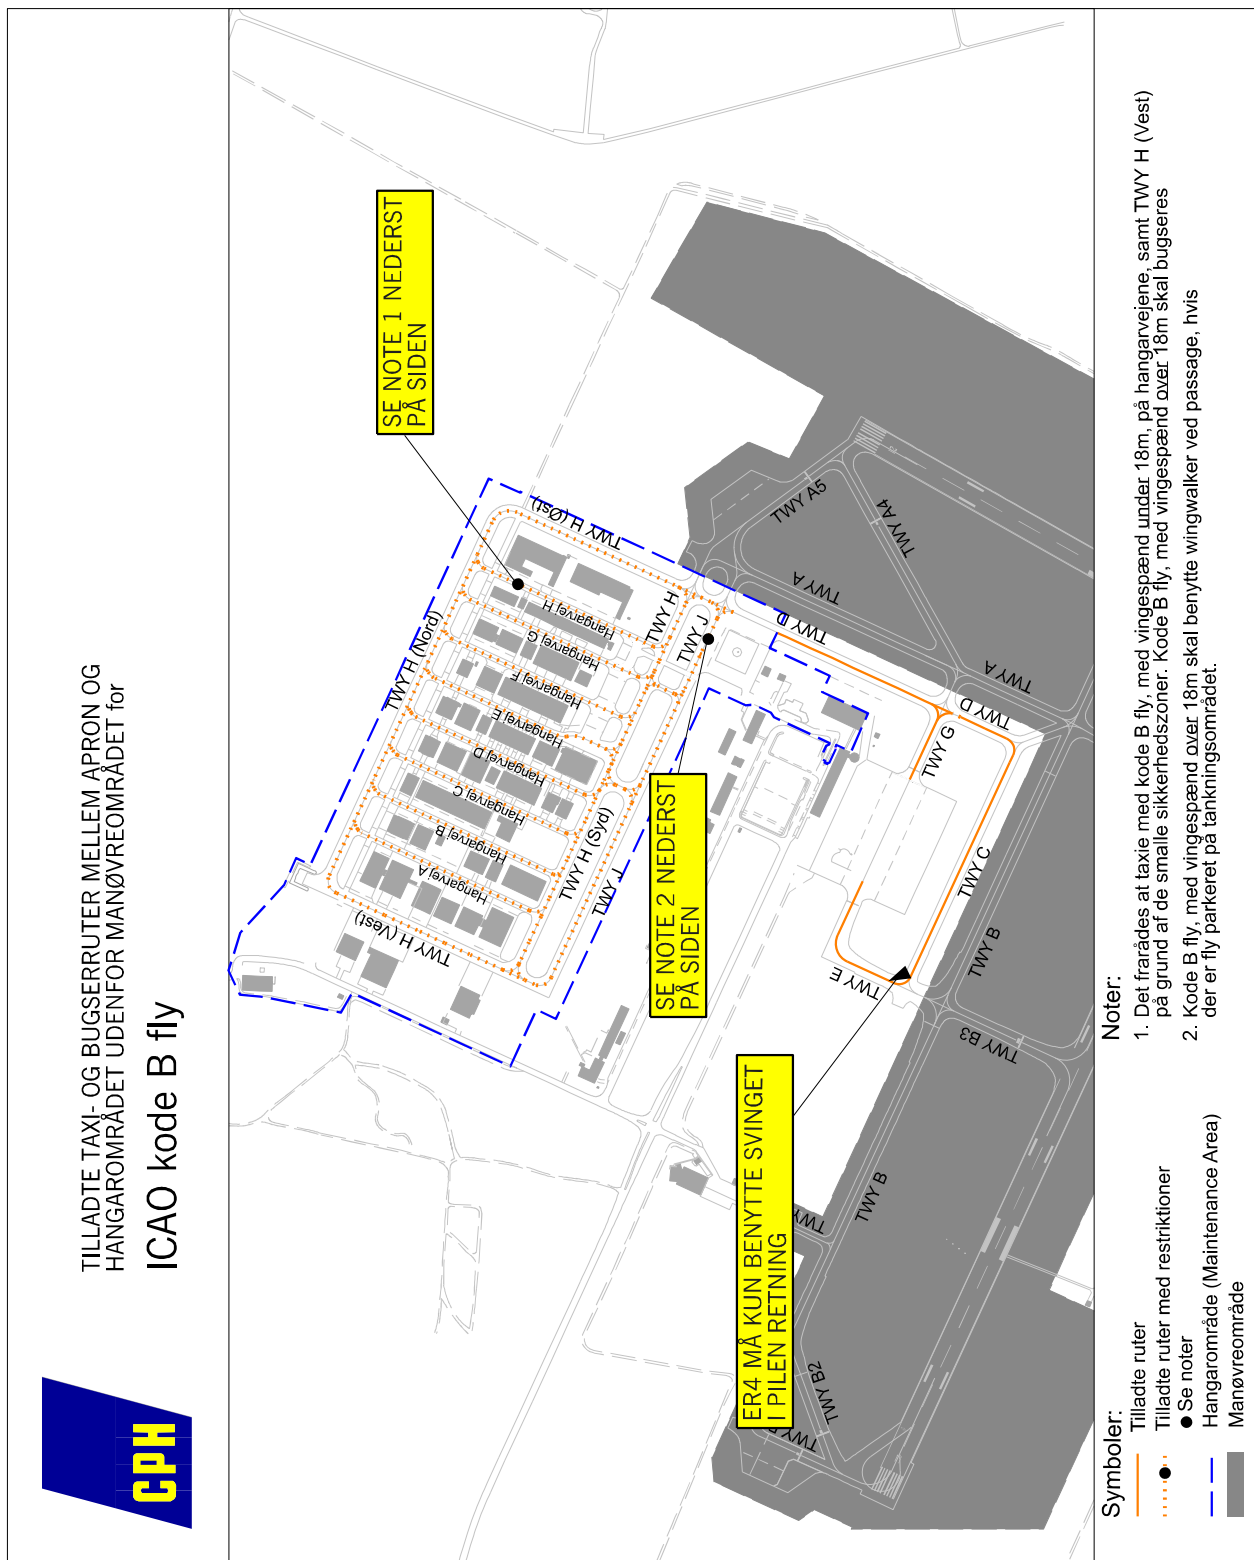 TILLADTE TAXI- OG BUGSERRUTER MELLEM APRON OG
HANGAROMRÅDET UDENFOR MANØVREOMRÅDET for
ICAO kode B fly
CPH
SE NOTE 1 NEDERST
PÅ SIDEN
SE NOTE 2 NEDERST
PÅ SIDEN
ER4 MÅ KUN BENYTTE SVINGET
I PILEN RETNING
TWY H (Nord)
TWY H (Øst)
TWY H (Vest)
TWY H (Syd)
TWY H
TWY J
TWY J
Hangarvej A
Hangarvej B
Hangarvej C
Hangarvej D
Hangarvej E
Hangarvej F
Hangarvej G
Hangarvej H
TWY A5
TWY A4
TWY A
TWY A
TWY D
TWY D
TWY G
TWY C
TWY E
TWY B
TWY B3
TWY B
TWY
TWY B2
TWY
Symboler:
Tilladte ruter
Tilladte ruter med restriktioner
Se noter
Hangarområde (Maintenance Area)
Manøvreområde
Noter:
1. Det frarådes at taxie med kode B fly, med vingespænd under 18m, på hangarvejene, samt TWY H (Vest)
på grund af de smalle sikkerhedszoner. Kode B fly, med vingespænd over 18m skal bugseres
2. Kode B fly, med vingespænd over 18m skal benytte wingwalker ved passage, hvis
der er fly parkeret på tankningsområdet.